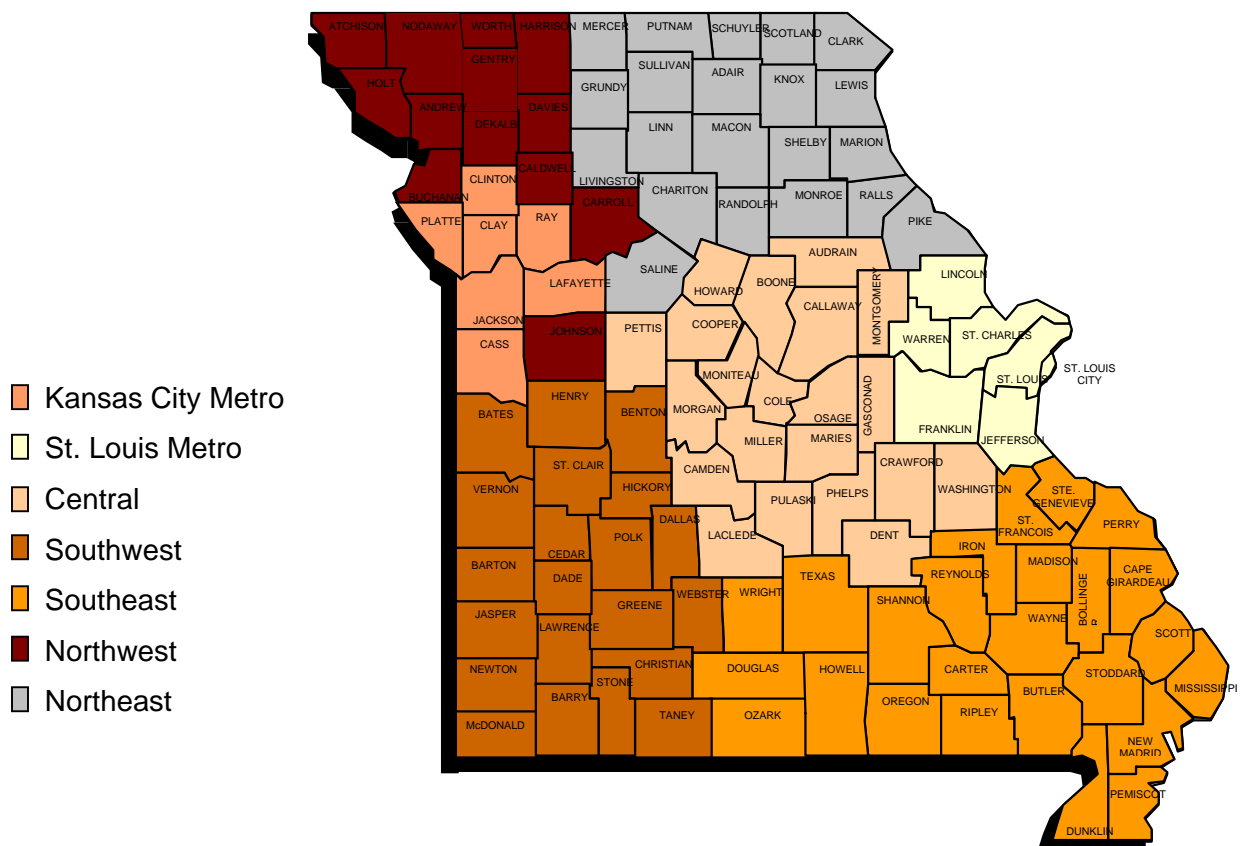 ATCHISON
NODAWAY
WORTH
HARRISON
MERCER
PUTNAM
SCHUYLER
SCOTLAND
CLARK
GENTRY
SULLIVAN
ADAIR
KNOX
LEWIS
HOLT
GRUNDY
ANDREW
DAVIES
DEKALB
LINN
MACON
SHELBY
MARION
CALDWELL
CLINTON
LIVINGSTON
CHARITON
BUCHANAN
CARROLL
RANDOLPH
MONROE
RALLS
PLATTE
CLAY
RAY
PIKE
AUDRAIN
SALINE
LINCOLN
LAFAYETTE
HOWARD
BOONE
CALLAWAY
MONTGOMERY
JACKSON
JOHNSON
PETTIS
COOPER
WARREN
ST. CHARLES
CASS
MONITEAU
ST. LOUIS
ST. LOUIS
CITY
HENRY
BENTON
MORGAN
COLE
OSAGE
GASCONAD
BATES
FRANKLIN
JEFFERSON
MILLER
MARIES
ST. CLAIR
CAMDEN
CRAWFORD
VERNON
HICKORY
PULASKI
PHELPS
WASHINGTON
STE.
GENEVIEVE
DALLAS
ST.
FRANCOIS
PERRY
POLK
LACLEDE
DENT
IRON
CEDAR
BARTON
DADE
TEXAS
REYNOLDS
MADISON
CAPE
GIRARDEAU
WEBSTER
WRIGHT
SHANNON
BOLLINGE
R
JASPER
GREENE
LAWRENCE
WAYNE
SCOTT
NEWTON
CHRISTIAN
DOUGLAS
HOWELL
CARTER
STODDARD
STONE
BARRY
MISSISSIPPI
BUTLER
OREGON
McDONALD
TANEY
OZARK
RIPLEY
NEW
MADRID
PEMISCOT
DUNKLIN
Kansas City Metro
St. Louis Metro
Central
Southwest
Southeast
Northwest
Northeast